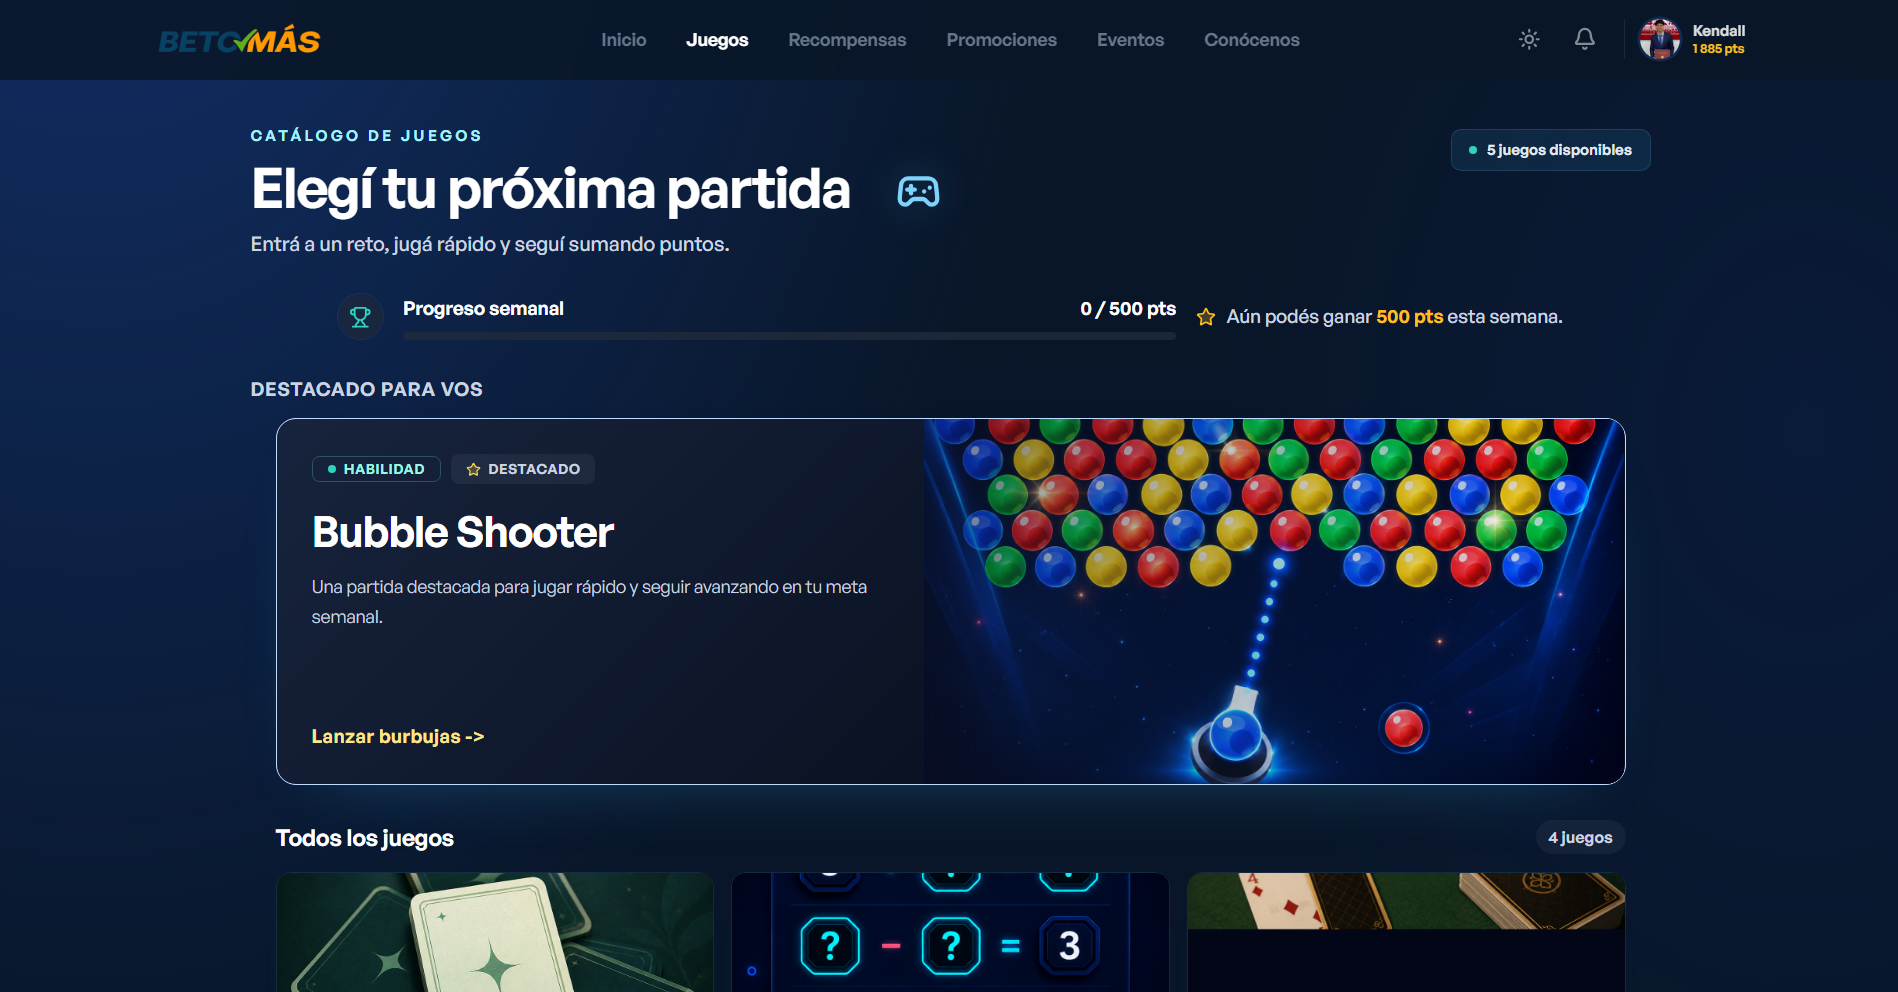 BETO MÁS
Inicio
Juegos
Recompensas
Promociones
Eventos
Conócenos
Kendall
1 885 pts
CATÁLOGO DE JUEGOS
Elegí tu próxima partida
5 juegos disponibles
Entrá a un reto, jugá rápido y seguí sumando puntos.
Progreso semanal
0 / 500 pts
Aún podés ganar 500 pts esta semana.
DESTACADO PARA VOS
HABILIDAD
DESTACADO
Bubble Shooter
Una partida destacada para jugar rápido y seguir avanzando en tu meta
semanal.
Lanzar burbujas ->
Todos los juegos
4 juegos
? - ? = 3
4